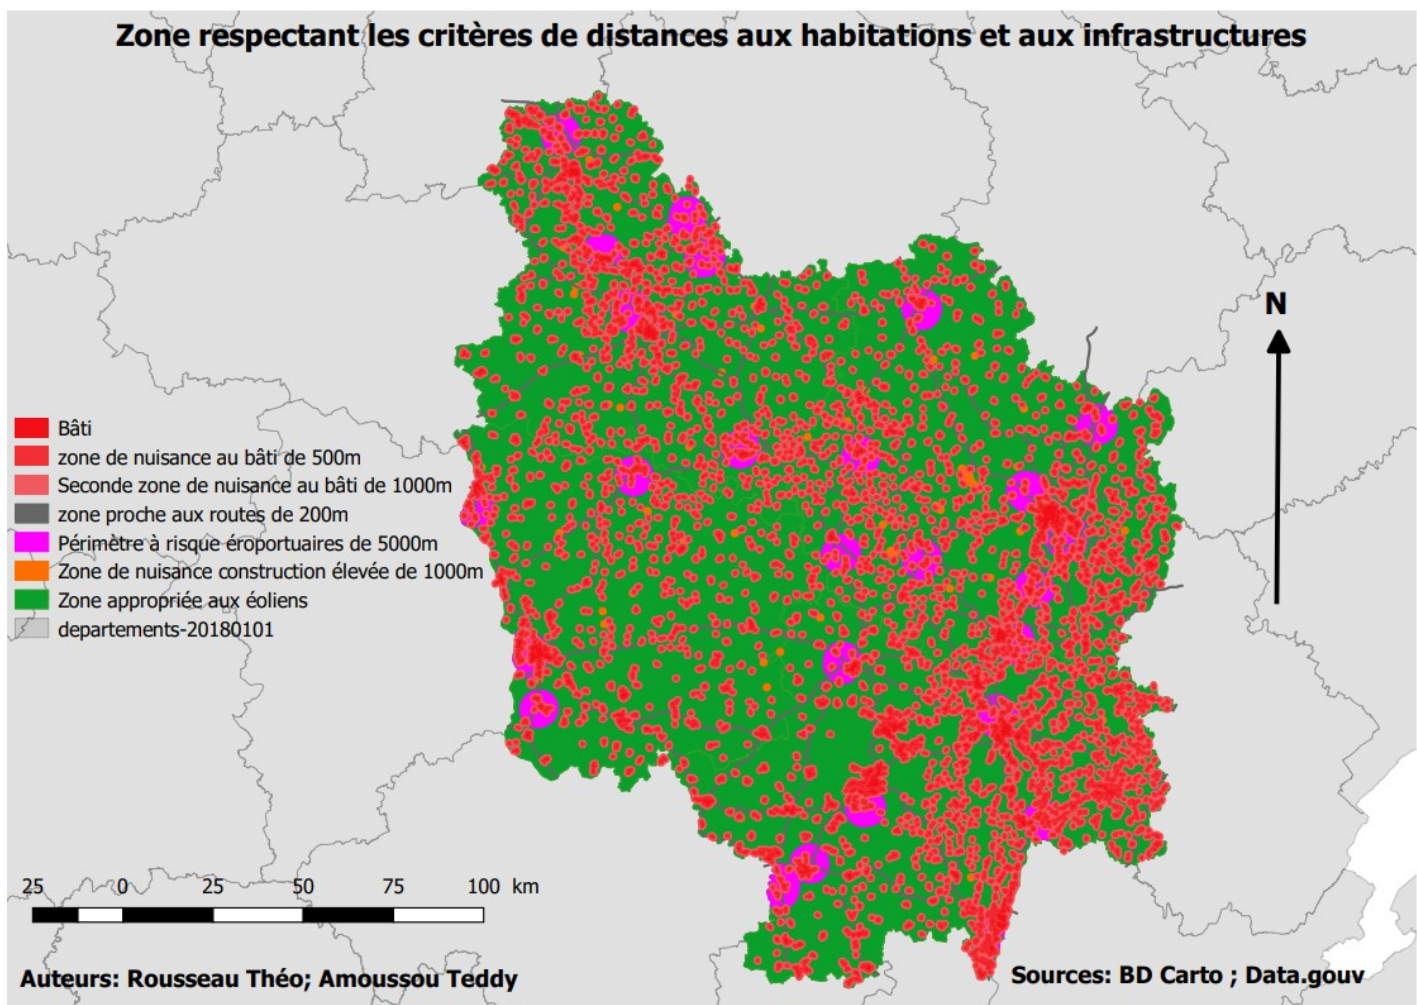 Zone respectant les critères de distances aux habitations et aux infrastructures
N
Bâti
zone de nuisance au bâti de 500m
Seconde zone de nuisance au bâti de 1000m
zone proche aux routes de 200m
Périmètre à risque éroportuaires de 5000m
Zone de nuisance construction élevée de 1000m
Zone appropriée aux éoliens
departements-20180101
25 0 25 50 75 100 km
Auteurs: Rousseau Théo; Amoussou Teddy
Sources: BD Carto ; Data.gouv